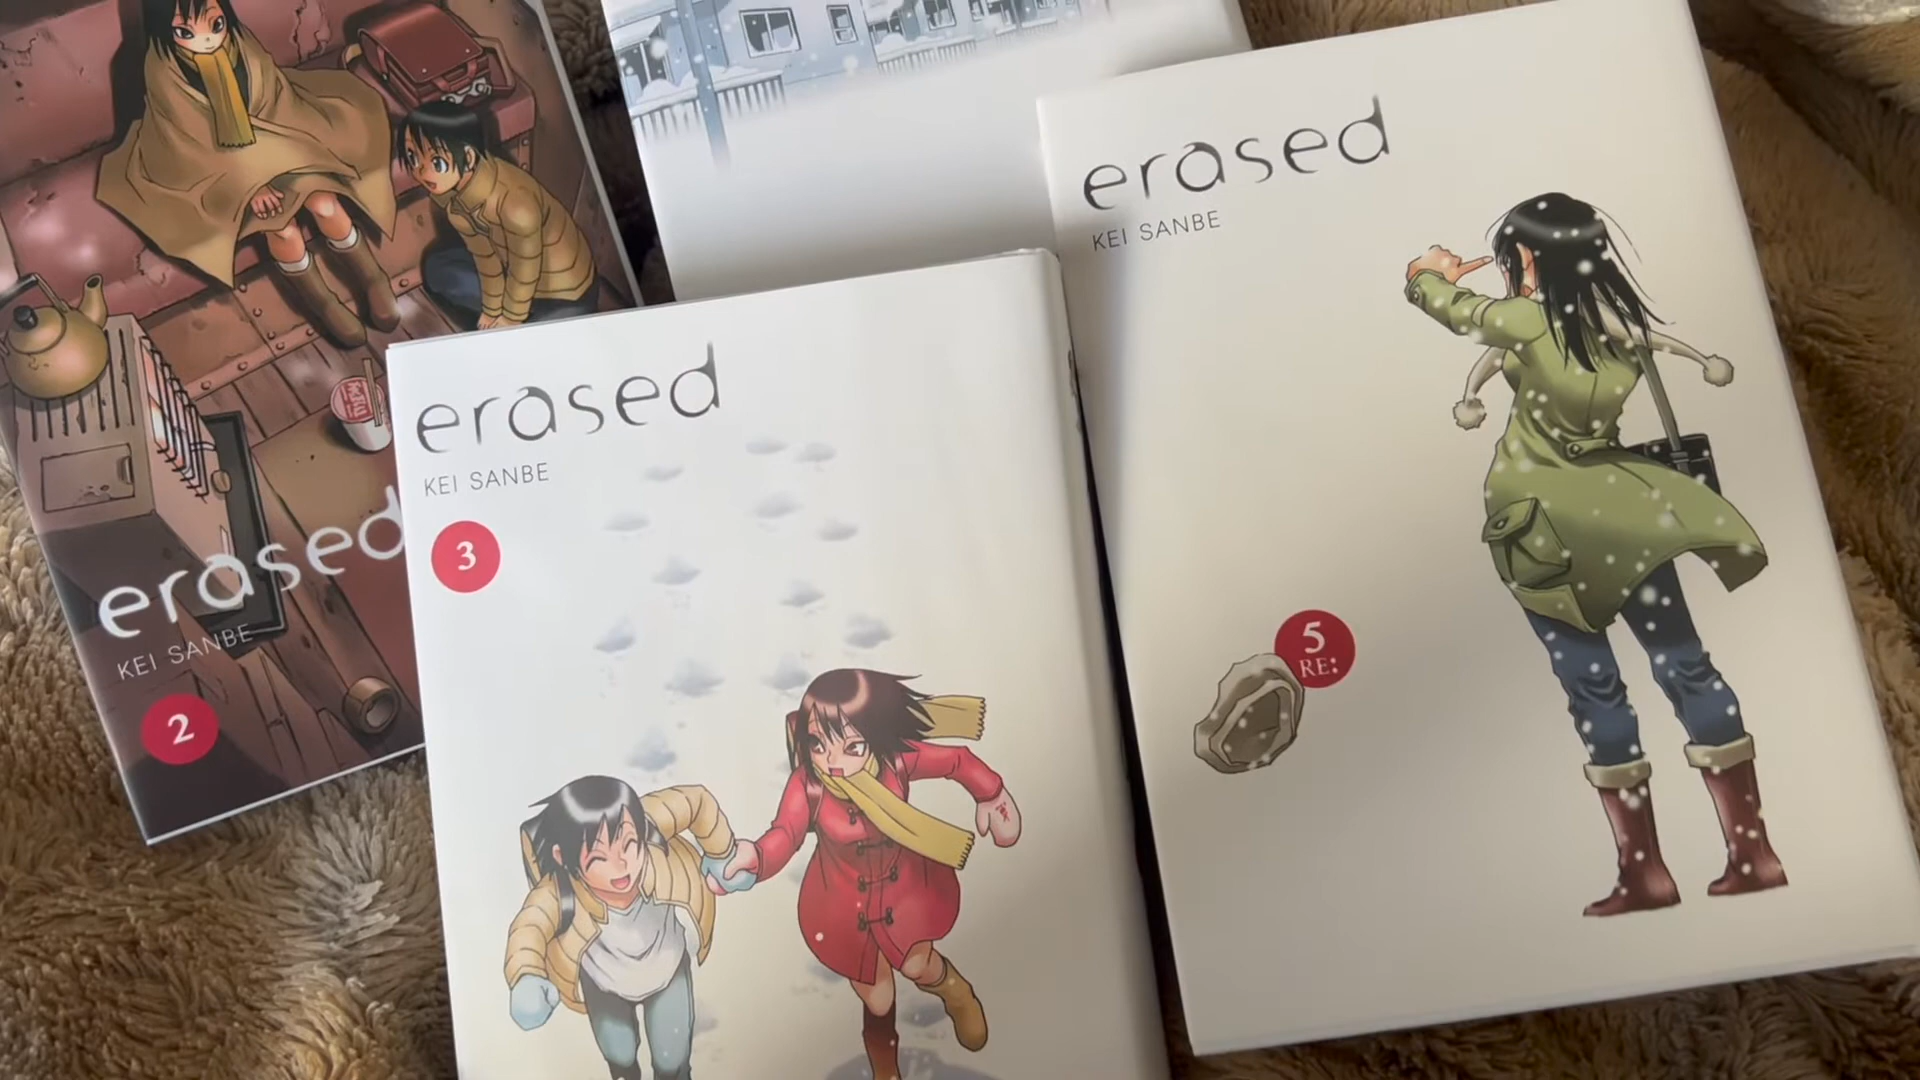 erased
KEI SANBE
2
erased
KEI SANBE
3
erased
KEI SANBE
5
RE: